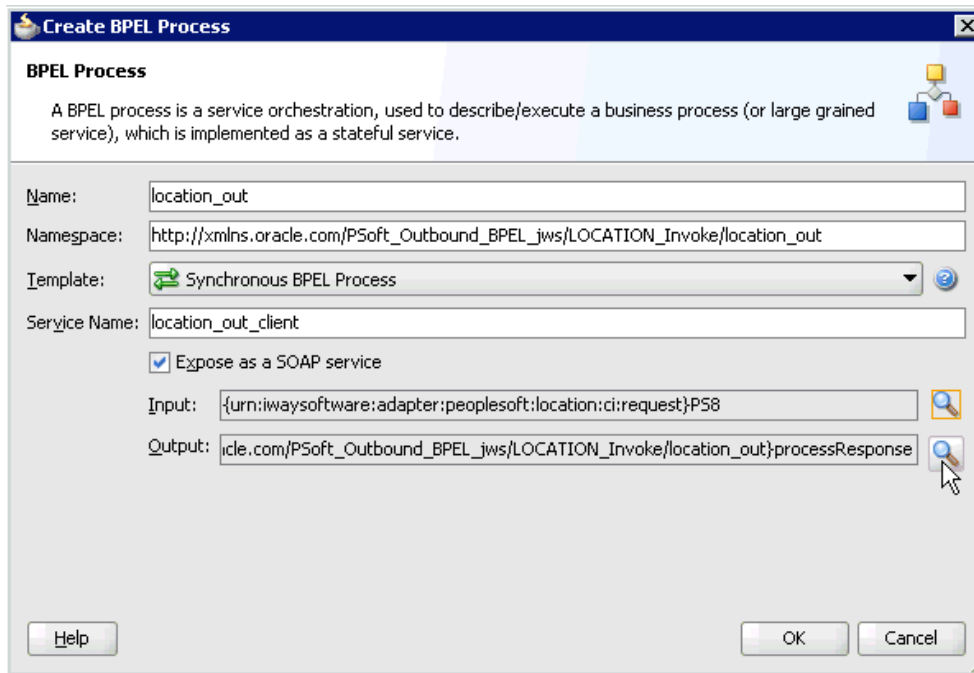 Create BPEL Process
BPEL Process
A BPEL process is a service orchestration, used to describe/execute a business process (or large grained
service), which is implemented as a stateful service.
Name: location_out
Namespace: http://xmlns.oracle.com/PSoft_Outbound_BPEL_jws/LOCATION_Invoke/location_out
Template: Synchronous BPEL Process
Service Name: location_out_client
Expose as a SOAP service
Input: {urn:iwaysoftware:adapter:peoplesoft:location:ci:request}PS8
Output: icle.com/PSoft_Outbound_BPEL_jws/LOCATION_Invoke/location_out}processResponse
Help OK Cancel